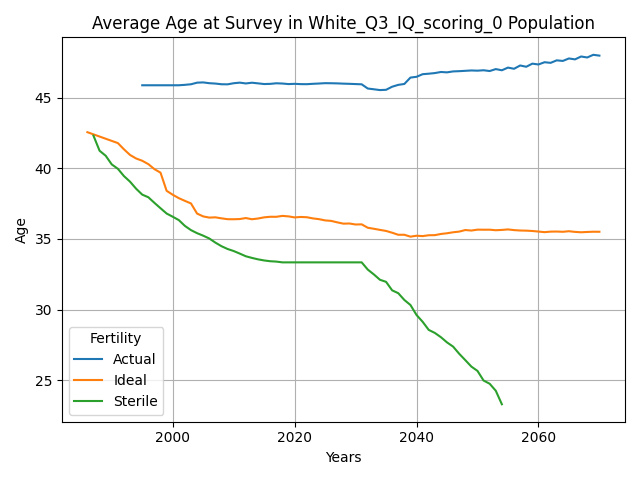 Average Age at Survey in White_Q3_IQ_scoring_0 Population
Age
45
40
35
30
25
Fertility
Actual
Ideal
Sterile
2000 2020 2040 2060
Years